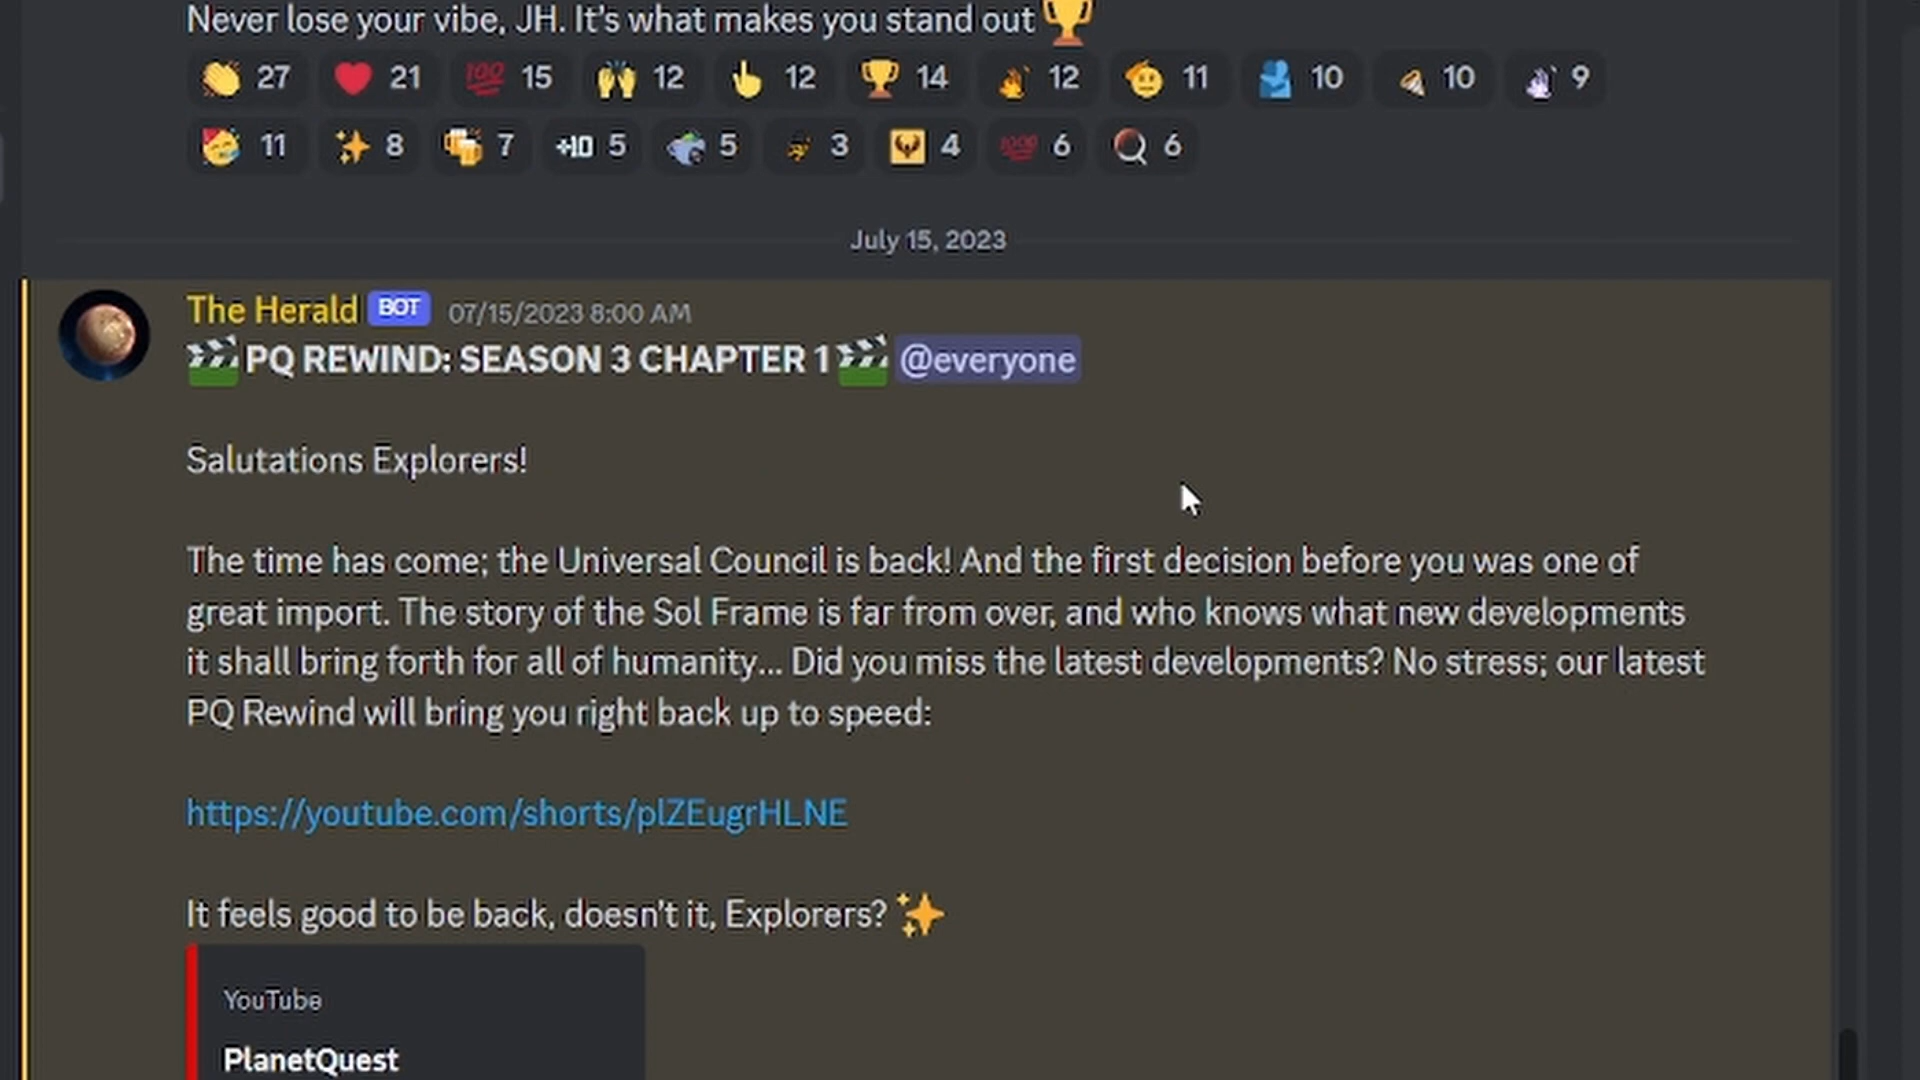 Never lose your vibe, JH. It's what makes you stand out 🏆
27 21 15 12 12 14 12 11 10 10 9
11 8 7 +10 5 5 3 4 6 6
July 15, 2023
The Herald BOT 07/15/2023 8:00 AM
PQ REWIND: SEASON 3 CHAPTER 1 @everyone
Salutations Explorers!
The time has come; the Universal Council is back! And the first decision before you was one of
great import. The story of the Sol Frame is far from over, and who knows what new developments
it shall bring forth for all of humanity... Did you miss the latest developments? No stress; our latest
PQ Rewind will bring you right back up to speed:
https://youtube.com/shorts/plZEugrHLNE
It feels good to be back, doesn't it, Explorers? ✨
YouTube
PlanetQuest